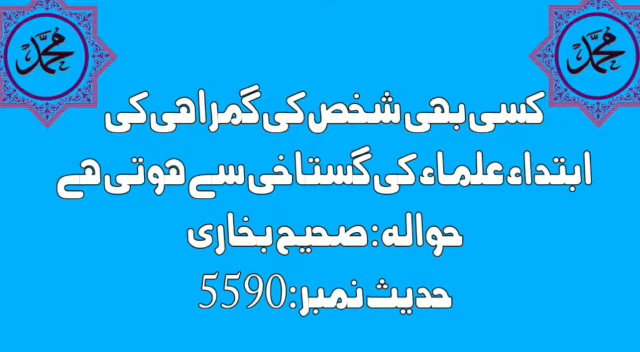 محمد
محمد
کسی بھی شخص کی گمراھی کی
ابتداء علماء کی گستاخی سے ھوتی ھے
حواله: صحیح بخاری
حدیث نمبر:5590